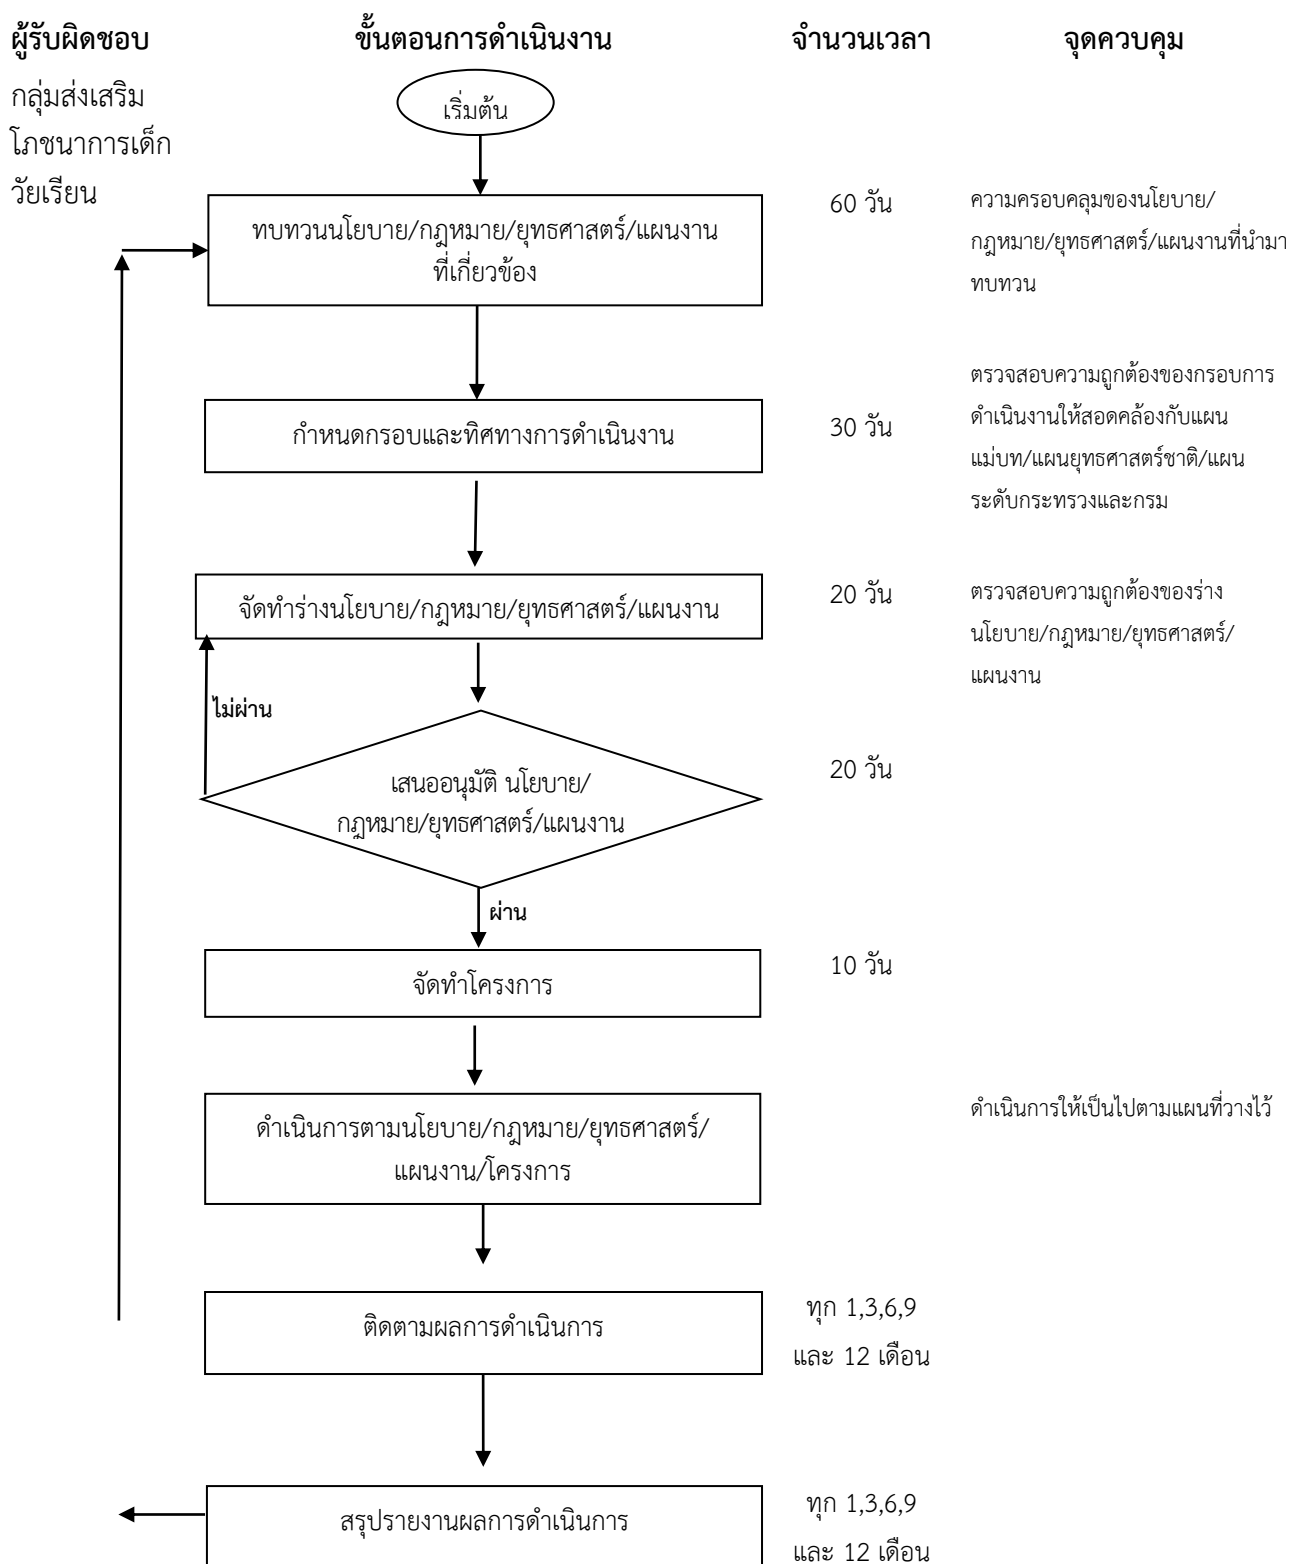 ผู้รับผิดชอบ ขั้นตอนการดำเนินงาน จำนวนเวลา จุดควบคุม
กลุ่มส่งเสริม
โภชนาการเด็ก
วัยเรียน
เริ่มต้น
ทบทวนนโยบาย/กฎหมาย/ยุทธศาสตร์/แผนงาน
ที่เกี่ยวข้อง
60 วัน
ความครอบคลุมของนโยบาย/
กฎหมาย/ยุทธศาสตร์/แผนงานที่นำมา
ทบทวน
กำหนดกรอบและทิศทางการดำเนินงาน
30 วัน
ตรวจสอบความถูกต้องของกรอบการ
ดำเนินงานให้สอดคล้องกับแผน
แม่บท/แผนยุทธศาสตร์ชาติ/แผน
ระดับกระทรวงและกรม
จัดทำร่างนโยบาย/กฎหมาย/ยุทธศาสตร์/แผนงาน
20 วัน
ตรวจสอบความถูกต้องของร่าง
นโยบาย/กฎหมาย/ยุทธศาสตร์/
แผนงาน
ไม่ผ่าน
เสนออนุมัติ นโยบาย/
กฎหมาย/ยุทธศาสตร์/แผนงาน
20 วัน
ผ่าน
จัดทำโครงการ
10 วัน
ดำเนินการตามนโยบาย/กฎหมาย/ยุทธศาสตร์/
แผนงาน/โครงการ
ดำเนินการให้เป็นไปตามแผนที่วางไว้
ติดตามผลการดำเนินการ
ทุก 1,3,6,9
และ 12 เดือน
สรุปรายงานผลการดำเนินการ
ทุก 1,3,6,9
และ 12 เดือน